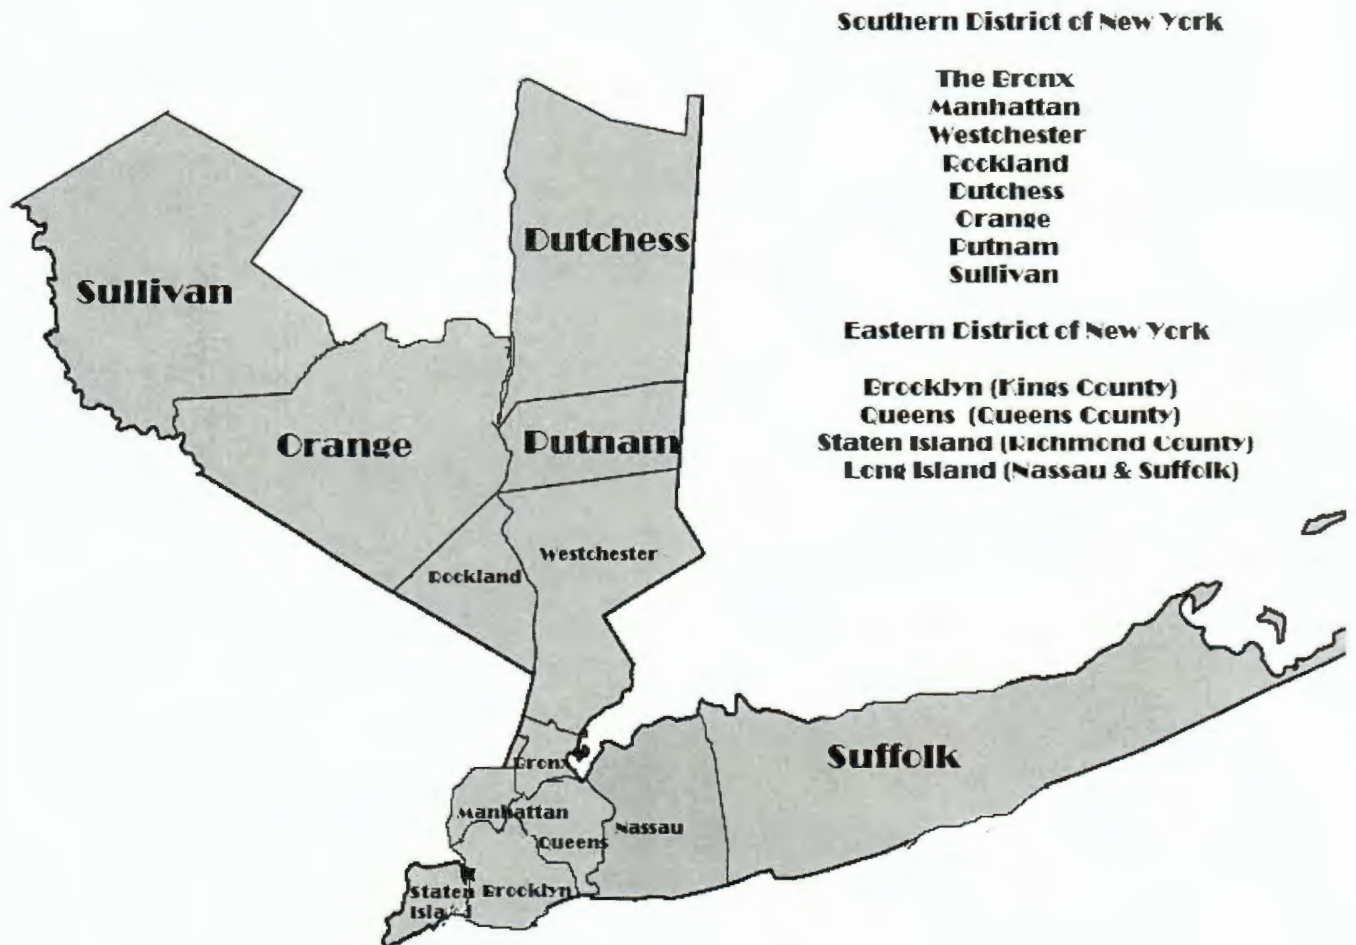 Southern District of New York
The Bronx
Manhattan
Westchester
Rockland
Dutchess
Orange
Putnam
Sullivan
Eastern District of New York
Brooklyn (Kings County)
Queens (Queens County)
Staten Island (Richmond County)
Long Island (Nassau & Suffolk)
Dutchess
Sullivan
Orange
Putnam
Westchester
Rockland
Bronx
Suffolk
Manhattan
Nassau
Queens
Staten
Island
Brooklyn